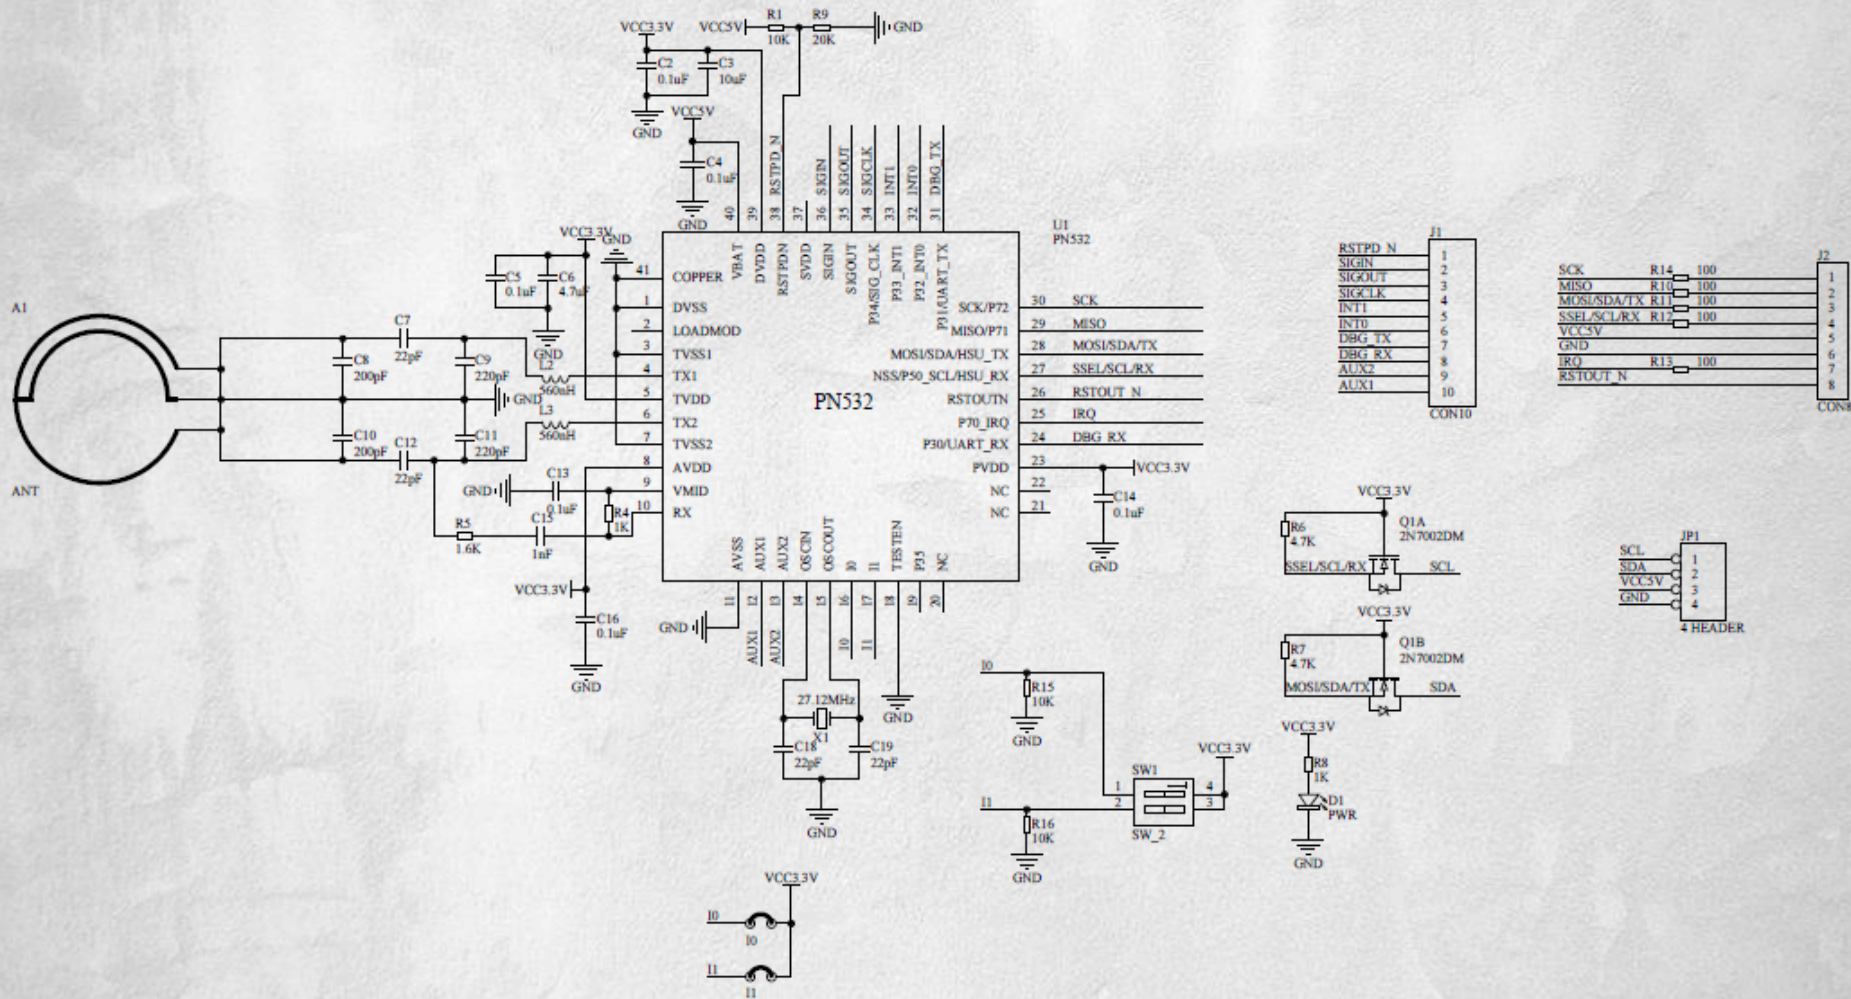 VCC3.3V
VCC5V
R1
10K
R9
20K
GND
C2
0.1uF
C3
10uF
GND
VCC5V
C4
0.1uF
GND
RSTPD_N
SIGIN
SIGOUT
SIGCLK
INT1
INT0
DBG_TX
40
39
38
37
36
35
34
33
32
31
VBAT
DVDD
RSTPDN
SVDD
SIGIN
SIGOUT
P34/SIG_CLK
P33_INT1
P32_INT0
P31/UART_TX
U1
PN532
VCC3.3V
GND
C5
0.1uF
C6
4.7uF
GND
A1
ANT
C7
22pF
C8
200pF
C9
220pF
GND
C10
200pF
C11
220pF
C12
22pF
L2
560nH
L3
560nH
41 COPPER
1 DVSS
2 LOADMOD
3 TVSS1
4 TX1
5 TVDD
6 TX2
7 TVSS2
8 AVDD
9 VMID
10 RX
PN532
SCK/P72 30 SCK
MISO/P71 29 MISO
MOSI/SDA/HSU_TX 28 MOSI/SDA/TX
NSS/P50_SCL/HSU_RX 27 SSEL/SCL/RX
RSTOUTN 26 RSTOUT_N
P70_IRQ 25 IRQ
P30/UART_RX 24 DBG_RX
PVDD 23
NC 22
NC 21
VCC3.3V
C14
0.1uF
GND
GND
C13
0.1uF
R4
1K
R5
1.6K
C15
1nF
VCC3.3V
C16
0.1uF
GND
AVSS
AUX1
AUX2
OSCIN
OSCOUT
I0
I1
TESTEN
P35
NC
11
12
13
14
15
16
17
18
19
20
GND
AUX1
AUX2
I0
I1
GND
27.12MHz
X1
C18
22pF
C19
22pF
GND
I0
R15
10K
GND
I1
R16
10K
GND
SW1
1
2
4
3
SW_2
VCC3.3V
VCC3.3V
I0
I0
I1
I1
J1
RSTPD_N 1
SIGIN 2
SIGOUT 3
SIGCLK 4
INT1 5
INT0 6
DBG_TX 7
DBG_RX 8
AUX2 9
AUX1 10
CON10
J2
SCK R14 100 1
MISO R10 100 2
MOSI/SDA/TX R11 100 3
SSEL/SCL/RX R12 100 4
VCC5V 5
GND 6
IRQ R13 100 7
RSTOUT_N 8
CON8
VCC3.3V
R6
4.7K
Q1A
2N7002DM
SSEL/SCL/RX
SCL
VCC3.3V
R7
4.7K
Q1B
2N7002DM
MOSI/SDA/TX
SDA
VCC3.3V
R8
1K
D1
PWR
GND
JP1
SCL 1
SDA 2
VCC5V 3
GND 4
4 HEADER